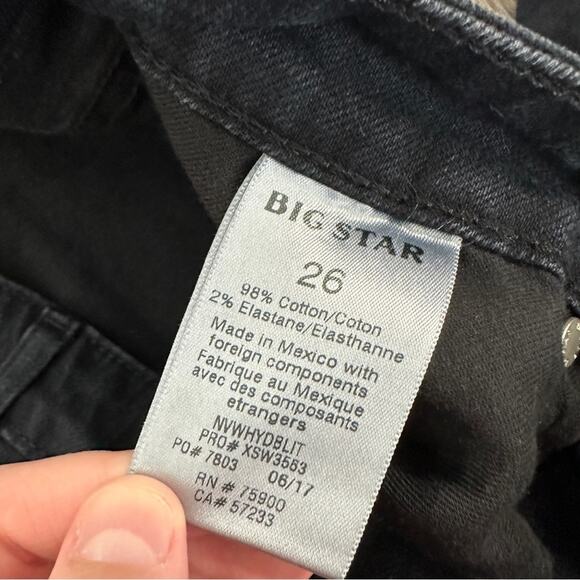 BIG STAR
26
98% Cotton/Coton
2% Elastane/Elasthanne
Made in Mexico with
foreign components
Fabrique au Mexique
avec des composants
etrangers
NVWHYDBLIT
PRO# XSW3553
PO# 7803 06/17
RN # 75900
CA# 57233